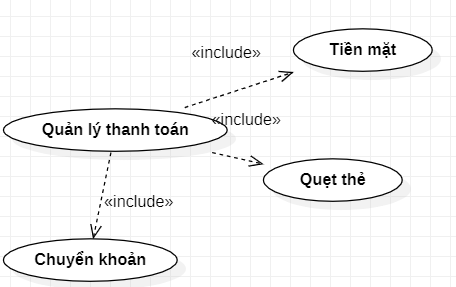 «include»
Tiền mặt
Quản lý thanh toán
«include»
Quẹt thẻ
«include»
Chuyển khoản